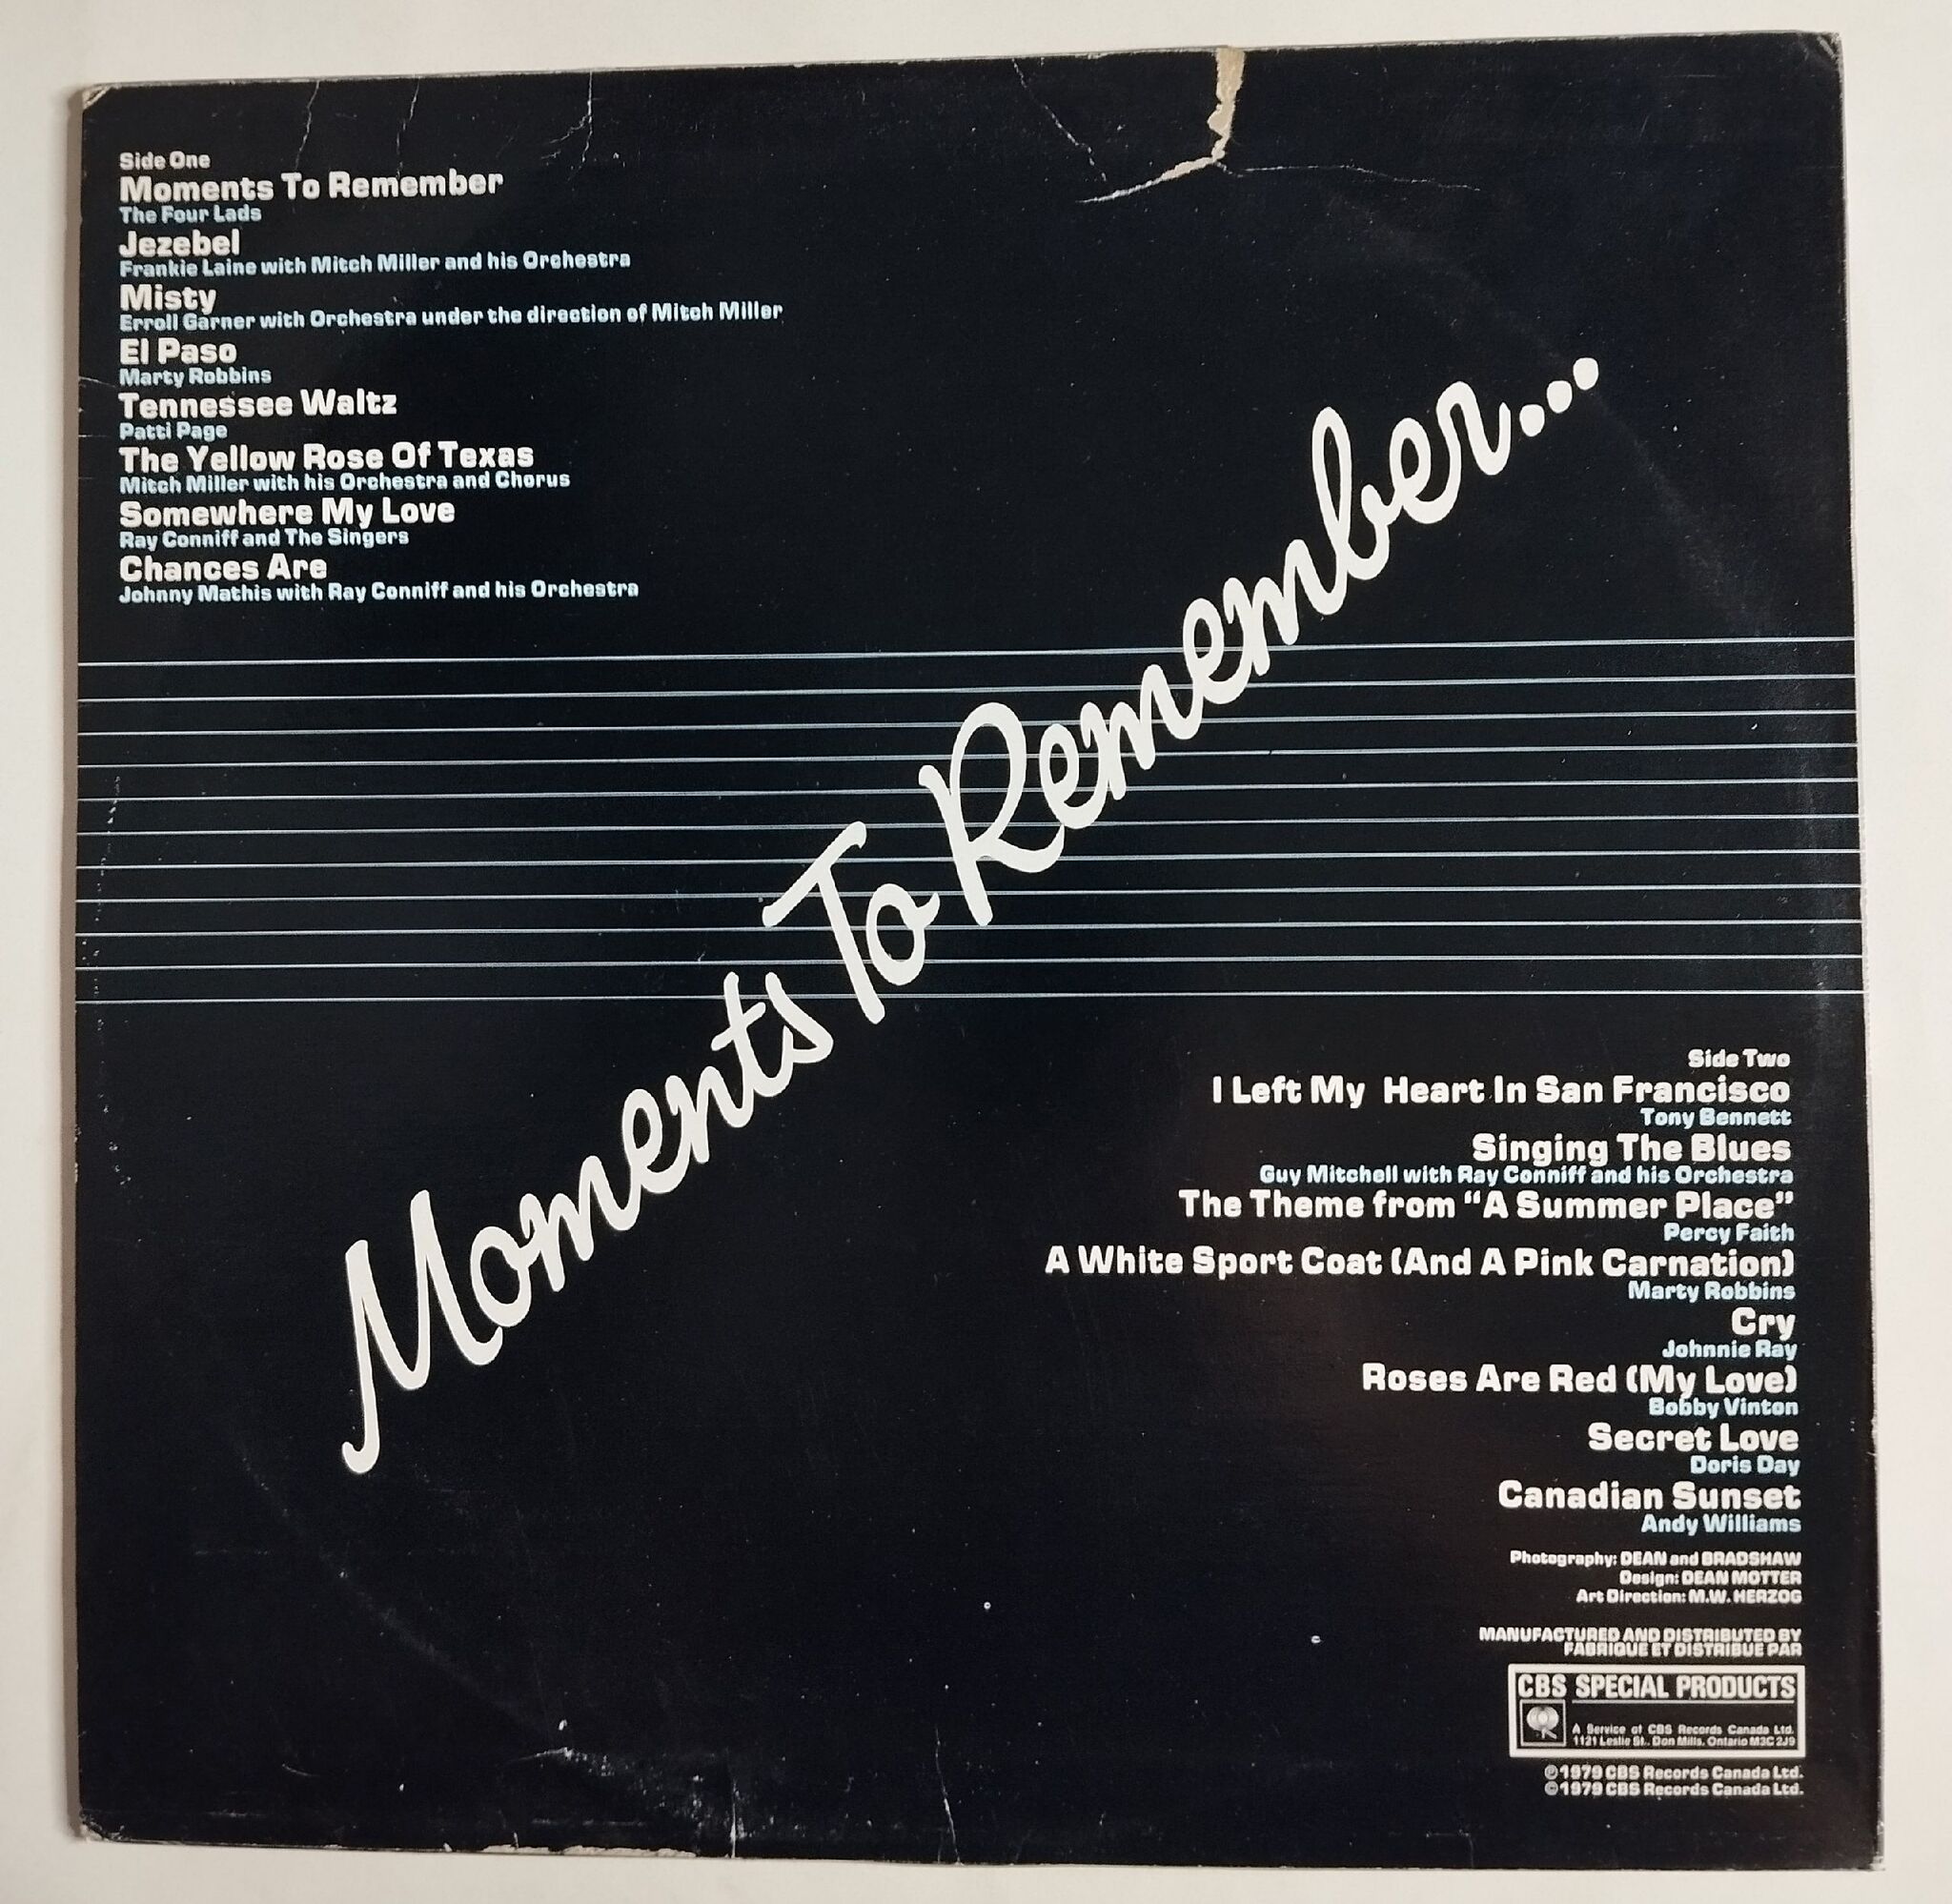 Side One
Moments To Remember
The Four Lads
Jezebel
Frankie Laine with Mitch Miller and his Orchestra
Misty
Erroll Garner with Orchestra under the direction of Mitch Miller
El Paso
Marty Robbins
Tennessee Waltz
Patti Page
The Yellow Rose Of Texas
Mitch Miller with his Orchestra and Chorus
Somewhere My Love
Ray Conniff and The Singers
Chances Are
Johnny Mathis with Ray Conniff and his Orchestra
Moments To Remember...
Side Two
I Left My Heart In San Francisco
Tony Bennett
Singing The Blues
Guy Mitchell with Ray Conniff and his Orchestra
The Theme from “A Summer Place”
Percy Faith
A White Sport Coat (And A Pink Carnation)
Marty Robbins
Cry
Johnnie Ray
Roses Are Red (My Love)
Bobby Vinton
Secret Love
Doris Day
Canadian Sunset
Andy Williams
Photography: DEAN and BRADSHAW
Design: DEAN MOTTER
Art Direction: M.W. HERZOG
MANUFACTURED AND DISTRIBUTED BY
FABRIQUE ET DISTRIBUE PAR
CBS SPECIAL PRODUCTS
A Service of CBS Records Canada Ltd.
1121 Leslie St., Don Mills, Ontario M3C 2J9
℗1979 CBS Records Canada Ltd.
©1979 CBS Records Canada Ltd.